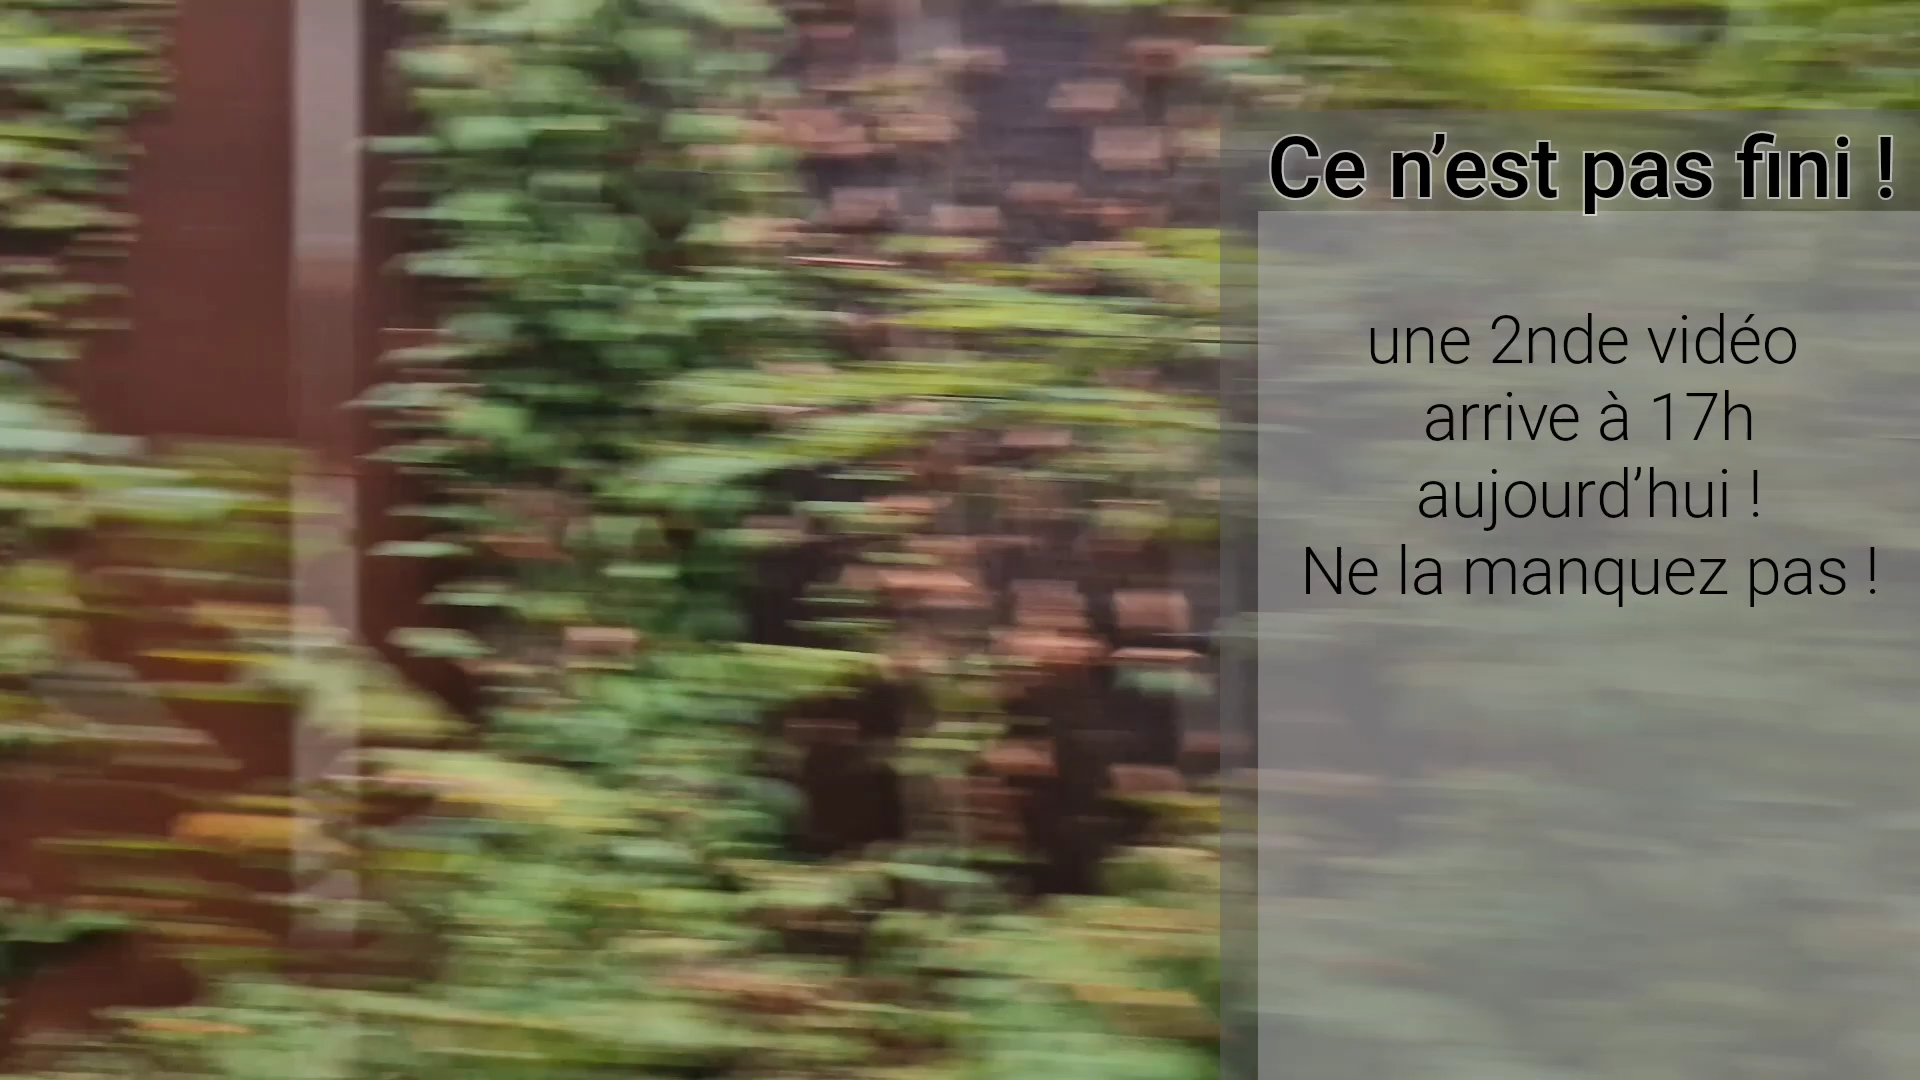 Ce n’est pas fini !
une 2nde vidéo
arrive à 17h
aujourd’hui !
Ne la manquez pas !